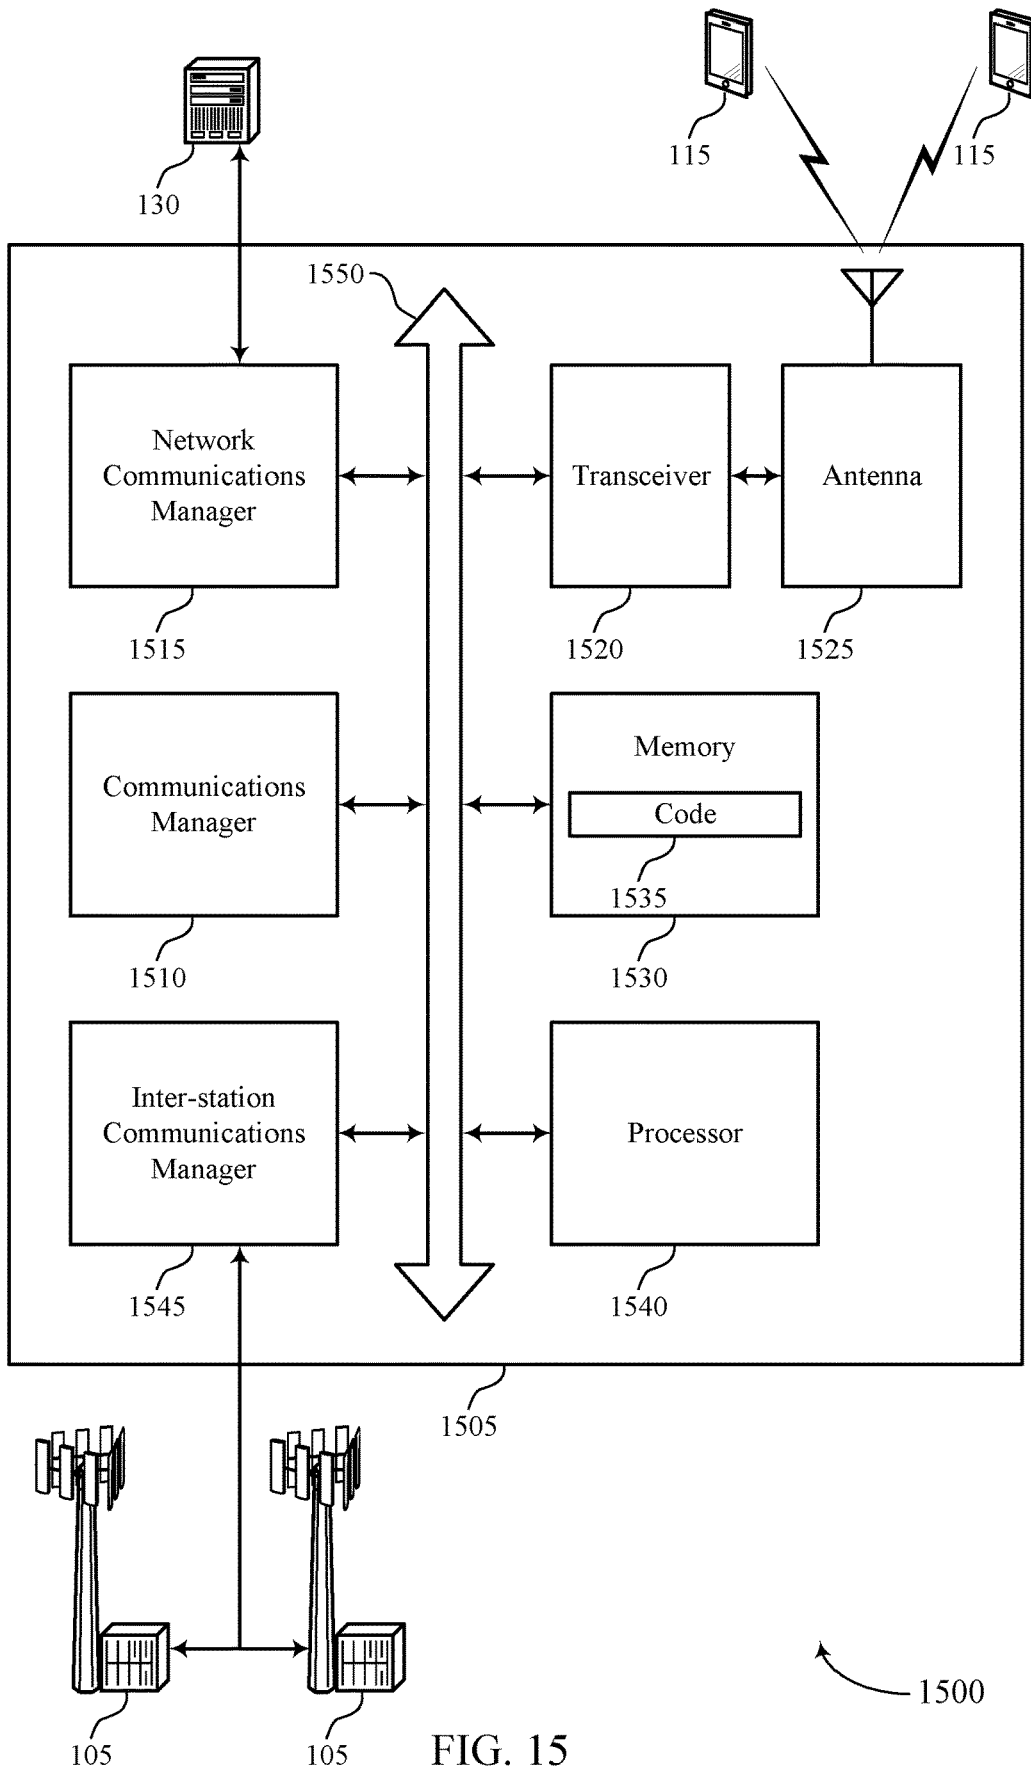 115
115
130
1550
Network
Communications
Manager
Transceiver
Antenna
1515
1520
1525
Communications
Manager
Memory
Code
1535
1510
1530
Inter-station
Communications
Manager
Processor
1545
1540
1505
1500
105
105
FIG. 15